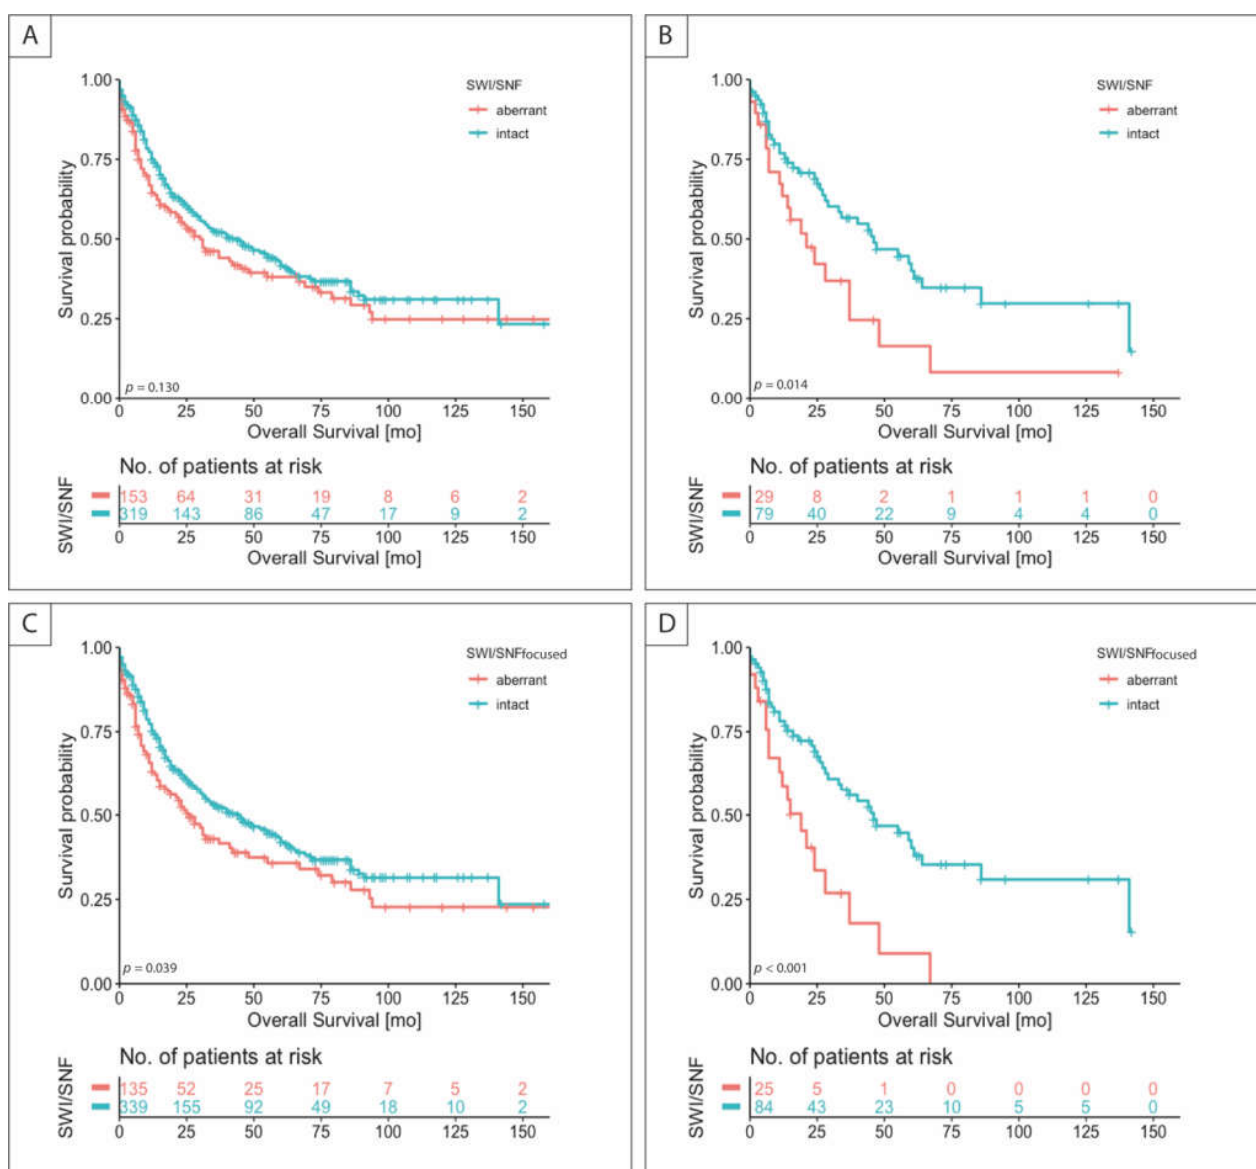 A
SWI/SNF
aberrant
intact
Survival probability
1.00
0.75
0.50
0.25
0.00
p = 0.130
0 25 50 75 100 125 150
Overall Survival [mo]
No. of patients at risk
SWI/SNF
153 64 31 19 8 6 2
319 143 86 47 17 9 2
0 25 50 75 100 125 150
Overall Survival [mo]
B
SWI/SNF
aberrant
intact
Survival probability
1.00
0.75
0.50
0.25
0.00
p = 0.014
0 25 50 75 100 125 150
Overall Survival [mo]
No. of patients at risk
SWI/SNF
29 8 2 1 1 1 0
79 40 22 9 4 4 0
0 25 50 75 100 125 150
Overall Survival [mo]
C
SWI/SNFfocused
aberrant
intact
Survival probability
1.00
0.75
0.50
0.25
0.00
p = 0.039
0 25 50 75 100 125 150
Overall Survival [mo]
No. of patients at risk
SWI/SNF
135 52 25 17 7 5 2
339 155 92 49 18 10 2
0 25 50 75 100 125 150
Overall Survival [mo]
D
SWI/SNFfocused
aberrant
intact
Survival probability
1.00
0.75
0.50
0.25
0.00
p < 0.001
0 25 50 75 100 125 150
Overall Survival [mo]
No. of patients at risk
SWI/SNF
25 5 1 0 0 0 0
84 43 23 10 5 5 0
0 25 50 75 100 125 150
Overall Survival [mo]